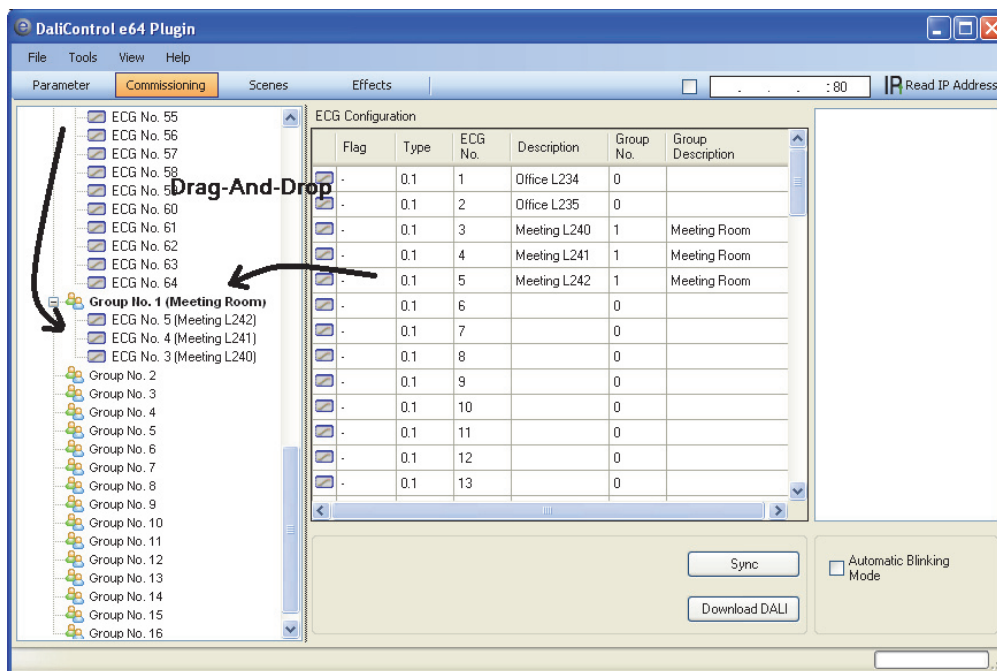 DaliControl e64 Plugin
File Tools View Help
Parameter Commissioning Scenes Effects . . . : 80 IR Read IP Address
ECG No. 55
ECG No. 56
ECG No. 57
ECG No. 58
ECG No. 59
ECG No. 60
ECG No. 61
ECG No. 62
ECG No. 63
ECG No. 64
Group No. 1 (Meeting Room)
ECG No. 5 (Meeting L242)
ECG No. 4 (Meeting L241)
ECG No. 3 (Meeting L240)
Group No. 2
Group No. 3
Group No. 4
Group No. 5
Group No. 6
Group No. 7
Group No. 8
Group No. 9
Group No. 10
Group No. 11
Group No. 12
Group No. 13
Group No. 14
Group No. 15
Group No. 16
Drag-And-Drop
ECG Configuration
Flag Type ECG No. Description Group No. Group Description
- 0.1 1 Office L234 0
- 0.1 2 Office L235 0
- 0.1 3 Meeting L240 1 Meeting Room
- 0.1 4 Meeting L241 1 Meeting Room
- 0.1 5 Meeting L242 1 Meeting Room
- 0.1 6 0
- 0.1 7 0
- 0.1 8 0
- 0.1 9 0
- 0.1 10 0
- 0.1 11 0
- 0.1 12 0
- 0.1 13 0
Sync
Download DALI
Automatic Blinking
Mode